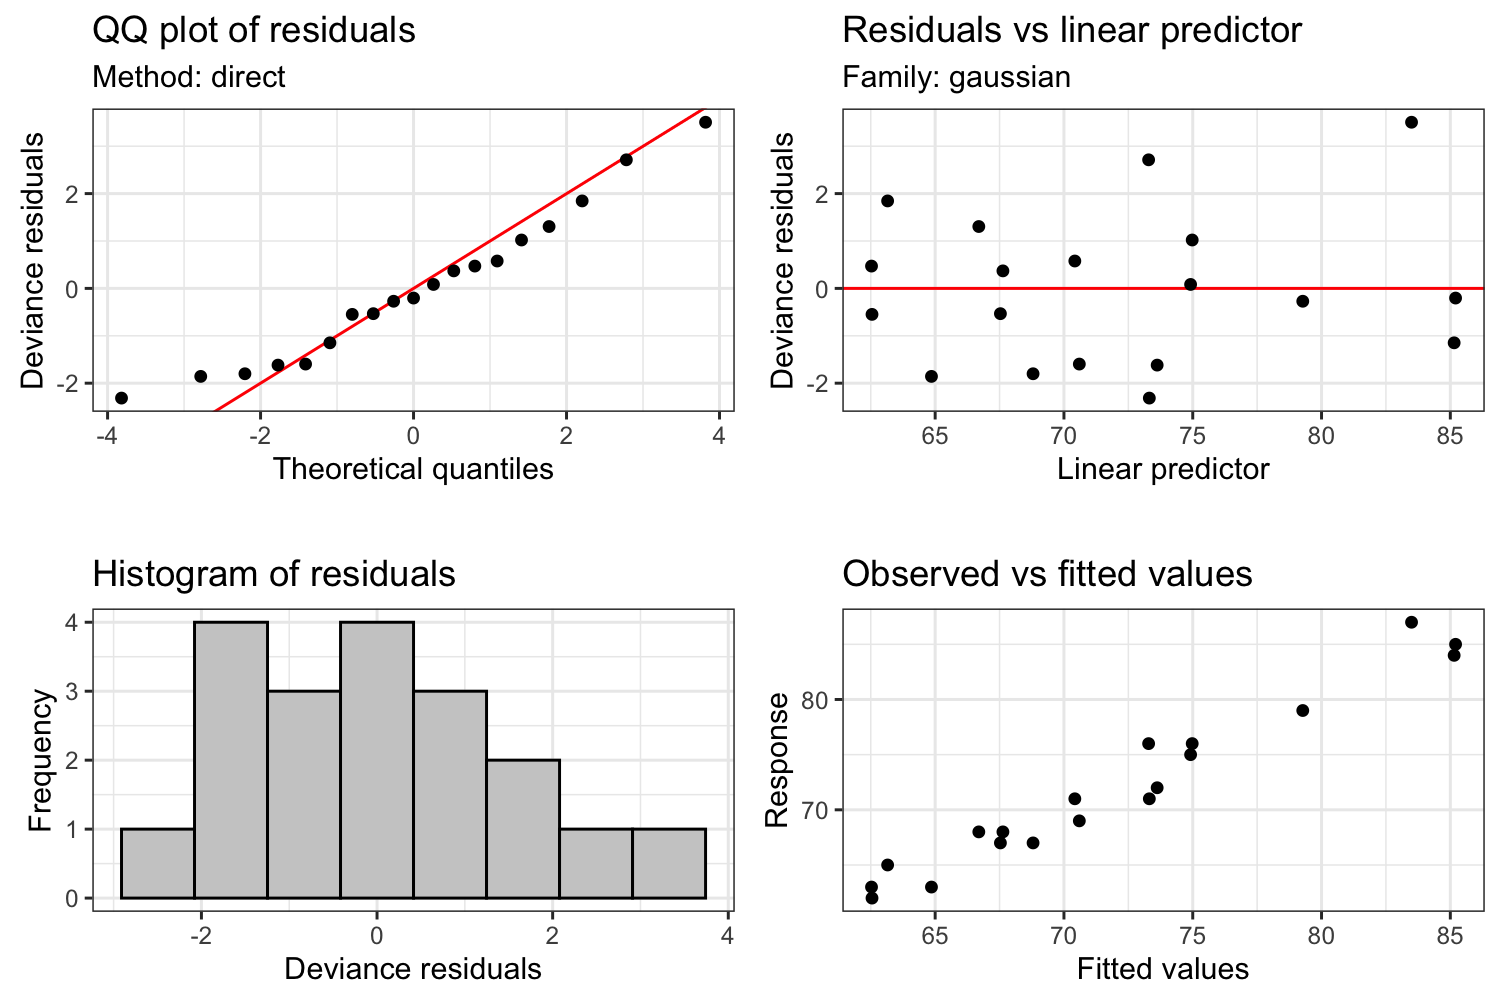 QQ plot of residuals
Method: direct
Deviance residuals
2
0
-2
-4
-2
0
2
4
Theoretical quantiles
Residuals vs linear predictor
Family: gaussian
Deviance residuals
2
0
-2
65
70
75
80
85
Linear predictor
Histogram of residuals
Frequency
4
3
2
1
0
-2
0
2
4
Deviance residuals
Observed vs fitted values
Response
80
70
65
70
75
80
85
Fitted values